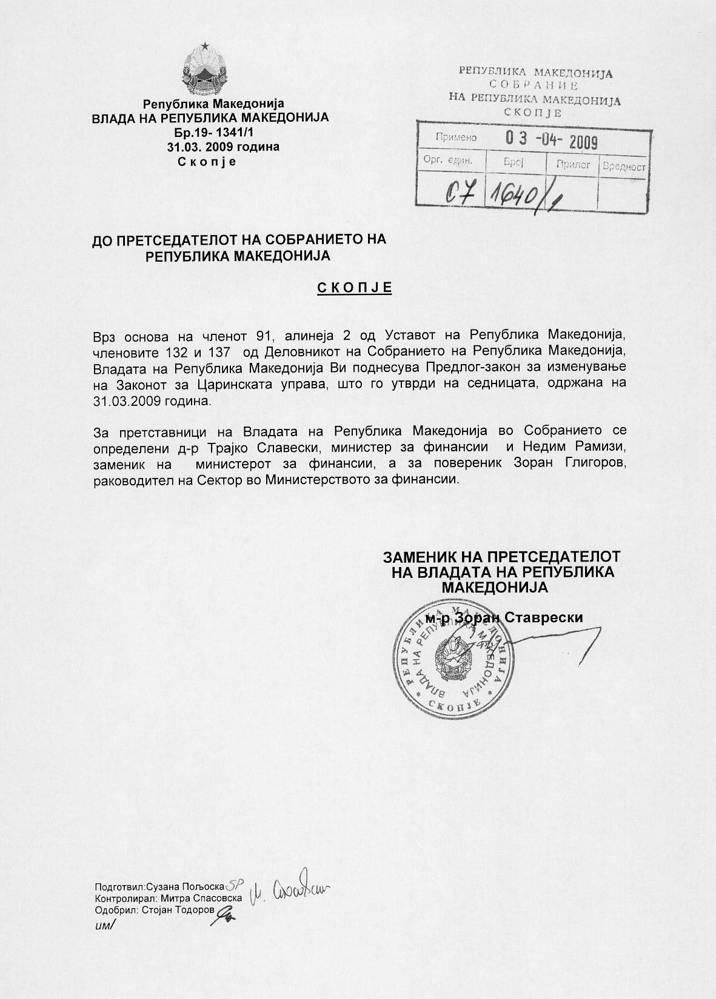 Република Македонија
ВЛАДА НА РЕПУБЛИКА МАКЕДОНИЈА
Бр.19- 1341/1
31.03. 2009 година
С к о п ј е
РЕПУБЛИКА МАКЕДОНИЈА
С О Б Р А Н И Е
НА РЕПУБЛИКА МАКЕДОНИЈА
СКОПЈЕ
Примено 03-04-2009
Орг. един. Број Прилог Вредност
07 1640/1
ДО ПРЕТСЕДАТЕЛОТ НА СОБРАНИЕТО НА
РЕПУБЛИКА МАКЕДОНИЈА
С К О П Ј Е
Врз основа на членот 91, алинеја 2 од Уставот на Република Македонија,
членовите 132 и 137 од Деловникот на Собранието на Република Македонија,
Владата на Република Македонија Ви поднесува Предлог-закон за изменување
на Законот за Царинската управа, што го утврди на седницата, одржана на
31.03.2009 година.
За претставници на Владата на Република Македонија во Собранието се
определени д-р Трајко Славески, министер за финансии и Недим Рамизи,
заменик на министерот за финансии, а за повереник Зоран Глигоров,
раководител на Сектор во Министерството за финансии.
ЗАМЕНИК НА ПРЕТСЕДАТЕЛОТ
НА ВЛАДАТА НА РЕПУБЛИКА
МАКЕДОНИЈА
м-р Зоран Ставрески
* РЕПУБЛИКА МАКЕДОНИЈА *
ВЛАДА НА РЕПУБЛИКА МАКЕДОНИЈА
СКОПЈЕ
Подготвил:Сузана Пољоска SP
Контролирал: Митра Спасовска
Одобрил: Стојан Тодоров
им/